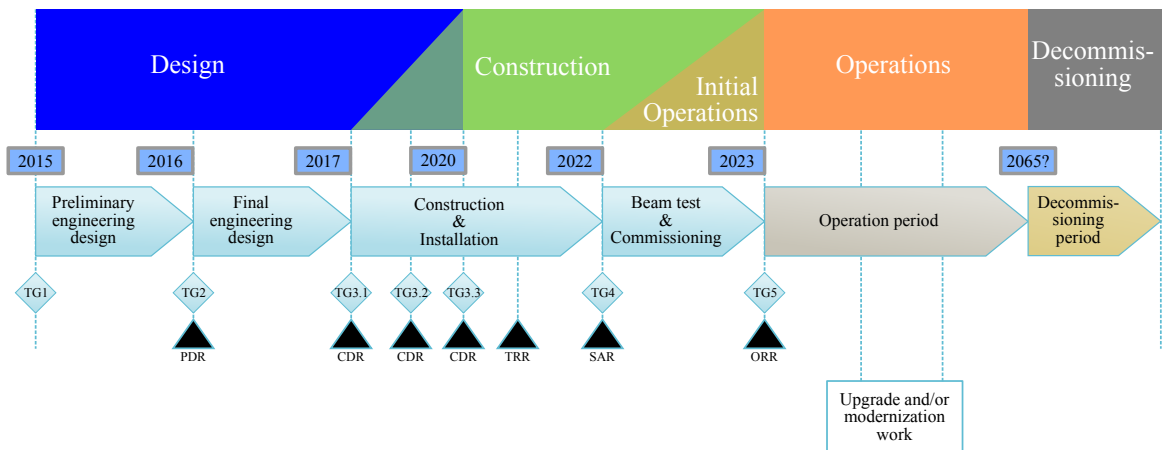 Design
Construction
Initial
Operations
Operations
Decommis-
sioning
2015
2016
2017
2020
2022
2023
2065?
Preliminary
engineering
design
Final
engineering
design
Construction
&
Installation
Beam test
&
Commissioning
Operation period
Decommis-
sioning
period
TG1
TG2
TG3.1
TG3.2
TG3.3
TG4
TG5
PDR
CDR
CDR
CDR
TRR
SAR
ORR
Upgrade and/or
modernization
work